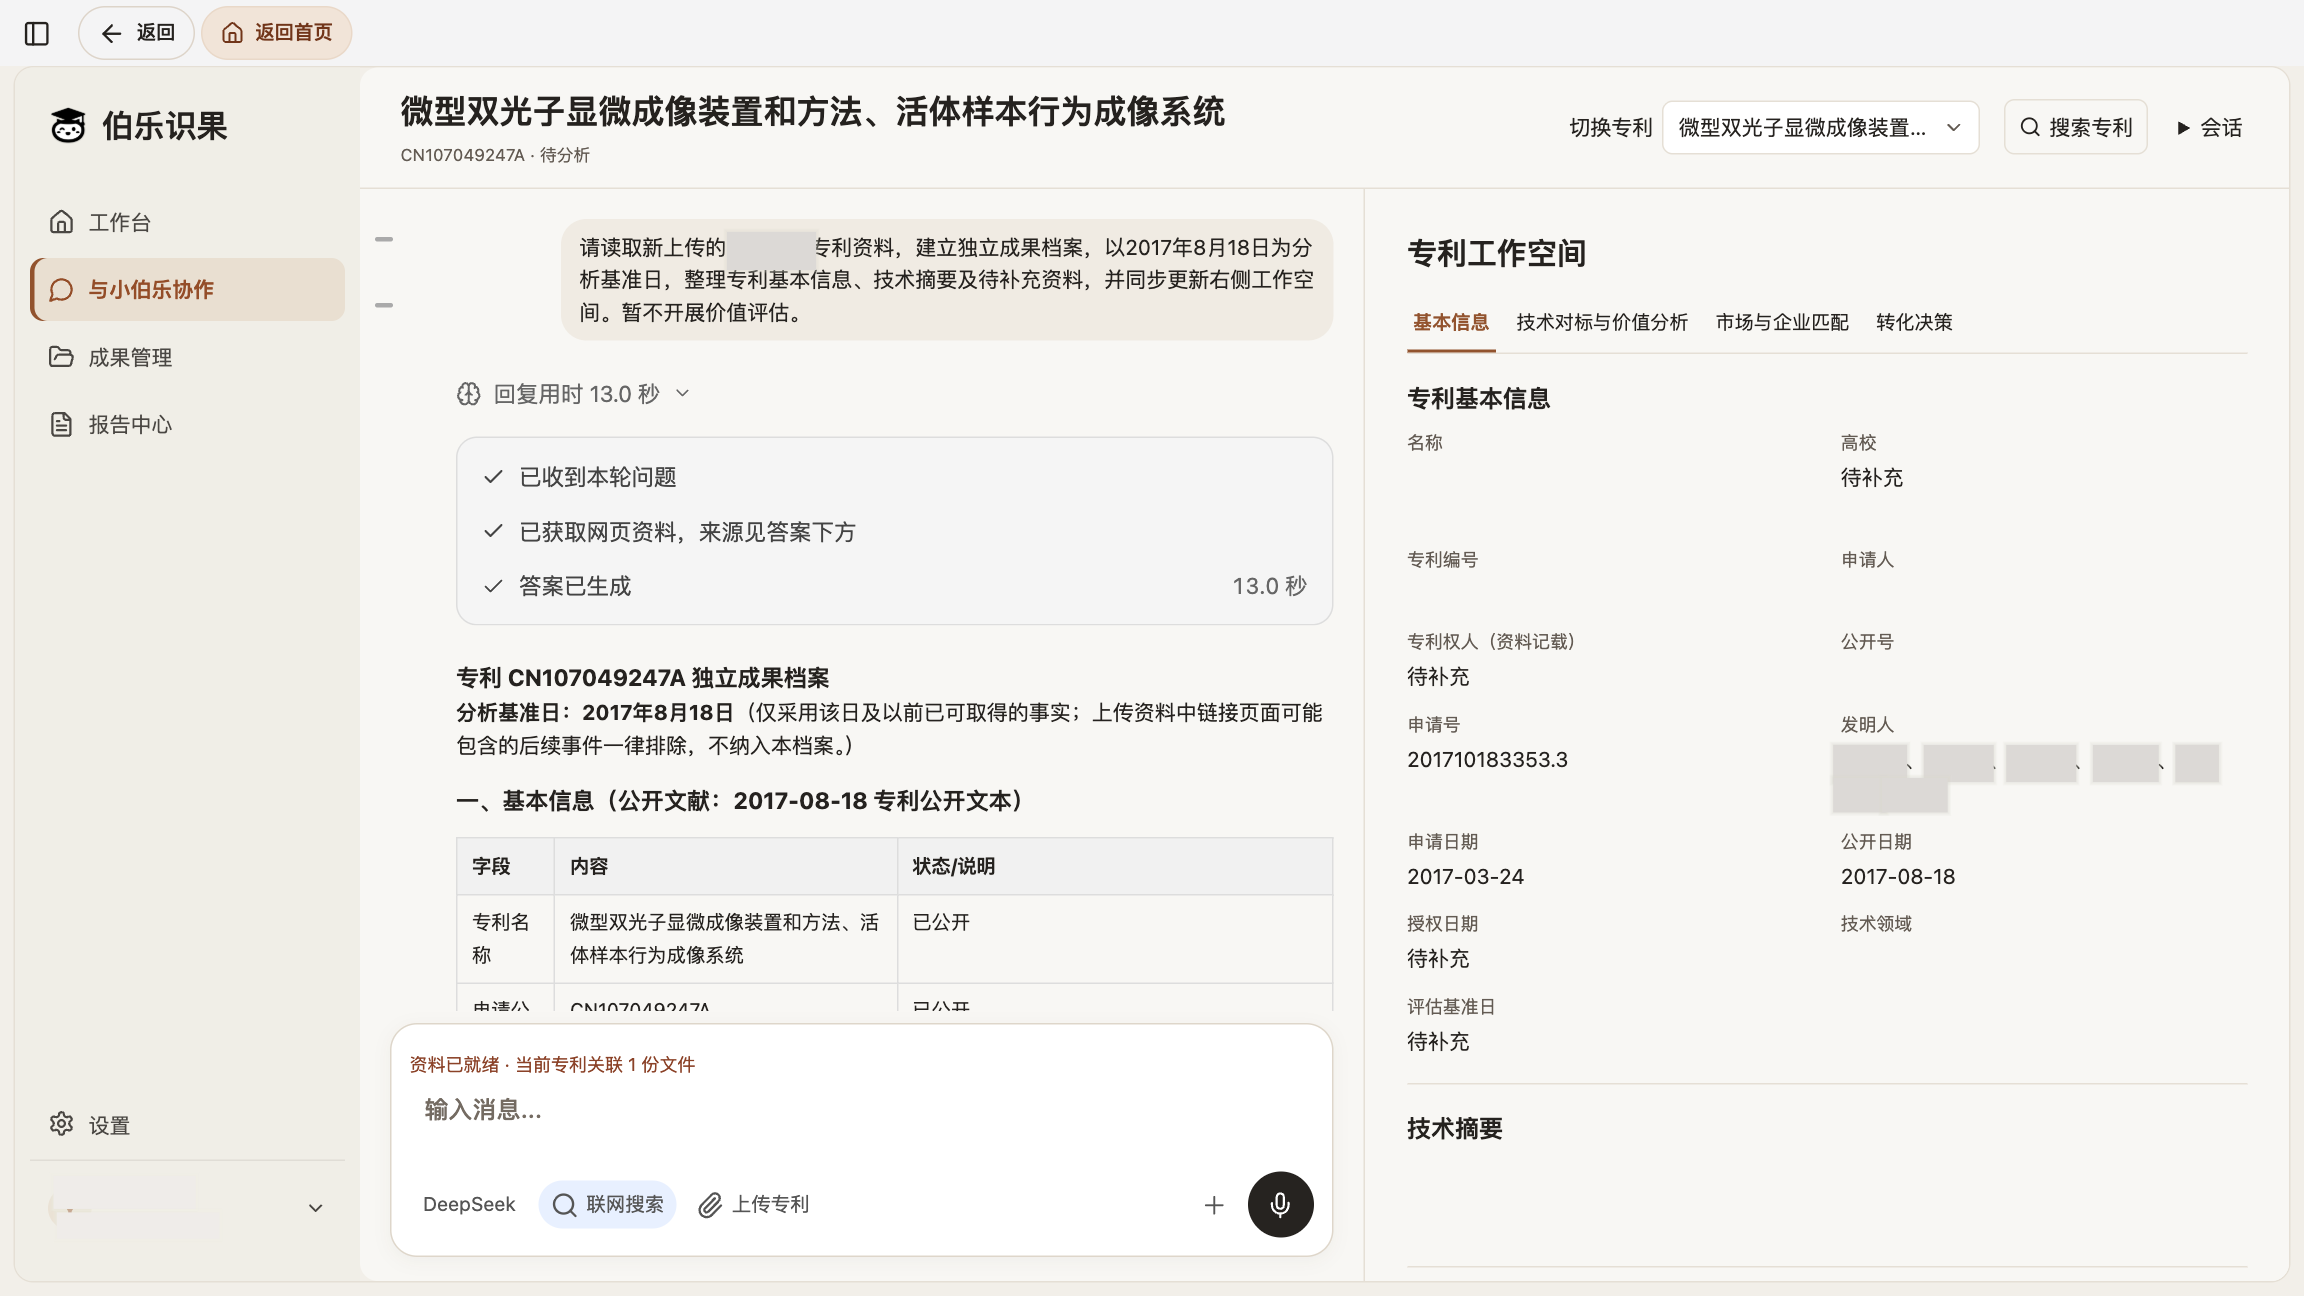 返回
返回首页
伯乐识果
工作台
与小伯乐协作
成果管理
报告中心
设置
微型双光子显微成像装置和方法、活体样本行为成像系统
CN107049247A · 待分析
切换专利
微型双光子显微成像装置...
搜索专利
会话
请读取新上传的 专利资料，建立独立成果档案，以2017年8月18日为分
析基准日，整理专利基本信息、技术摘要及待补充资料，并同步更新右侧工作空
间。暂不开展价值评估。
回复用时 13.0 秒
已收到本轮问题
已获取网页资料，来源见答案下方
答案已生成 13.0 秒
专利 CN107049247A 独立成果档案
分析基准日：2017年8月18日（仅采用该日及以前已可取得的事实；上传资料中链接页面可能
包含的后续事件一律排除，不纳入本档案。）
一、基本信息（公开文献：2017-08-18 专利公开文本）
字段 内容 状态/说明
专利名 微型双光子显微成像装置和方法、活 已公开
称 体样本行为成像系统
申请公 CN107049247A 已公开
资料已就绪 · 当前专利关联 1 份文件
输入消息...
DeepSeek 联网搜索 上传专利
专利工作空间
基本信息 技术对标与价值分析 市场与企业匹配 转化决策
专利基本信息
名称 高校
待补充
专利编号 申请人
专利权人（资料记载） 公开号
待补充
申请号 发明人
201710183353.3 、 、 、 、
申请日期 公开日期
2017-03-24 2017-08-18
授权日期 技术领域
待补充
评估基准日
待补充
技术摘要